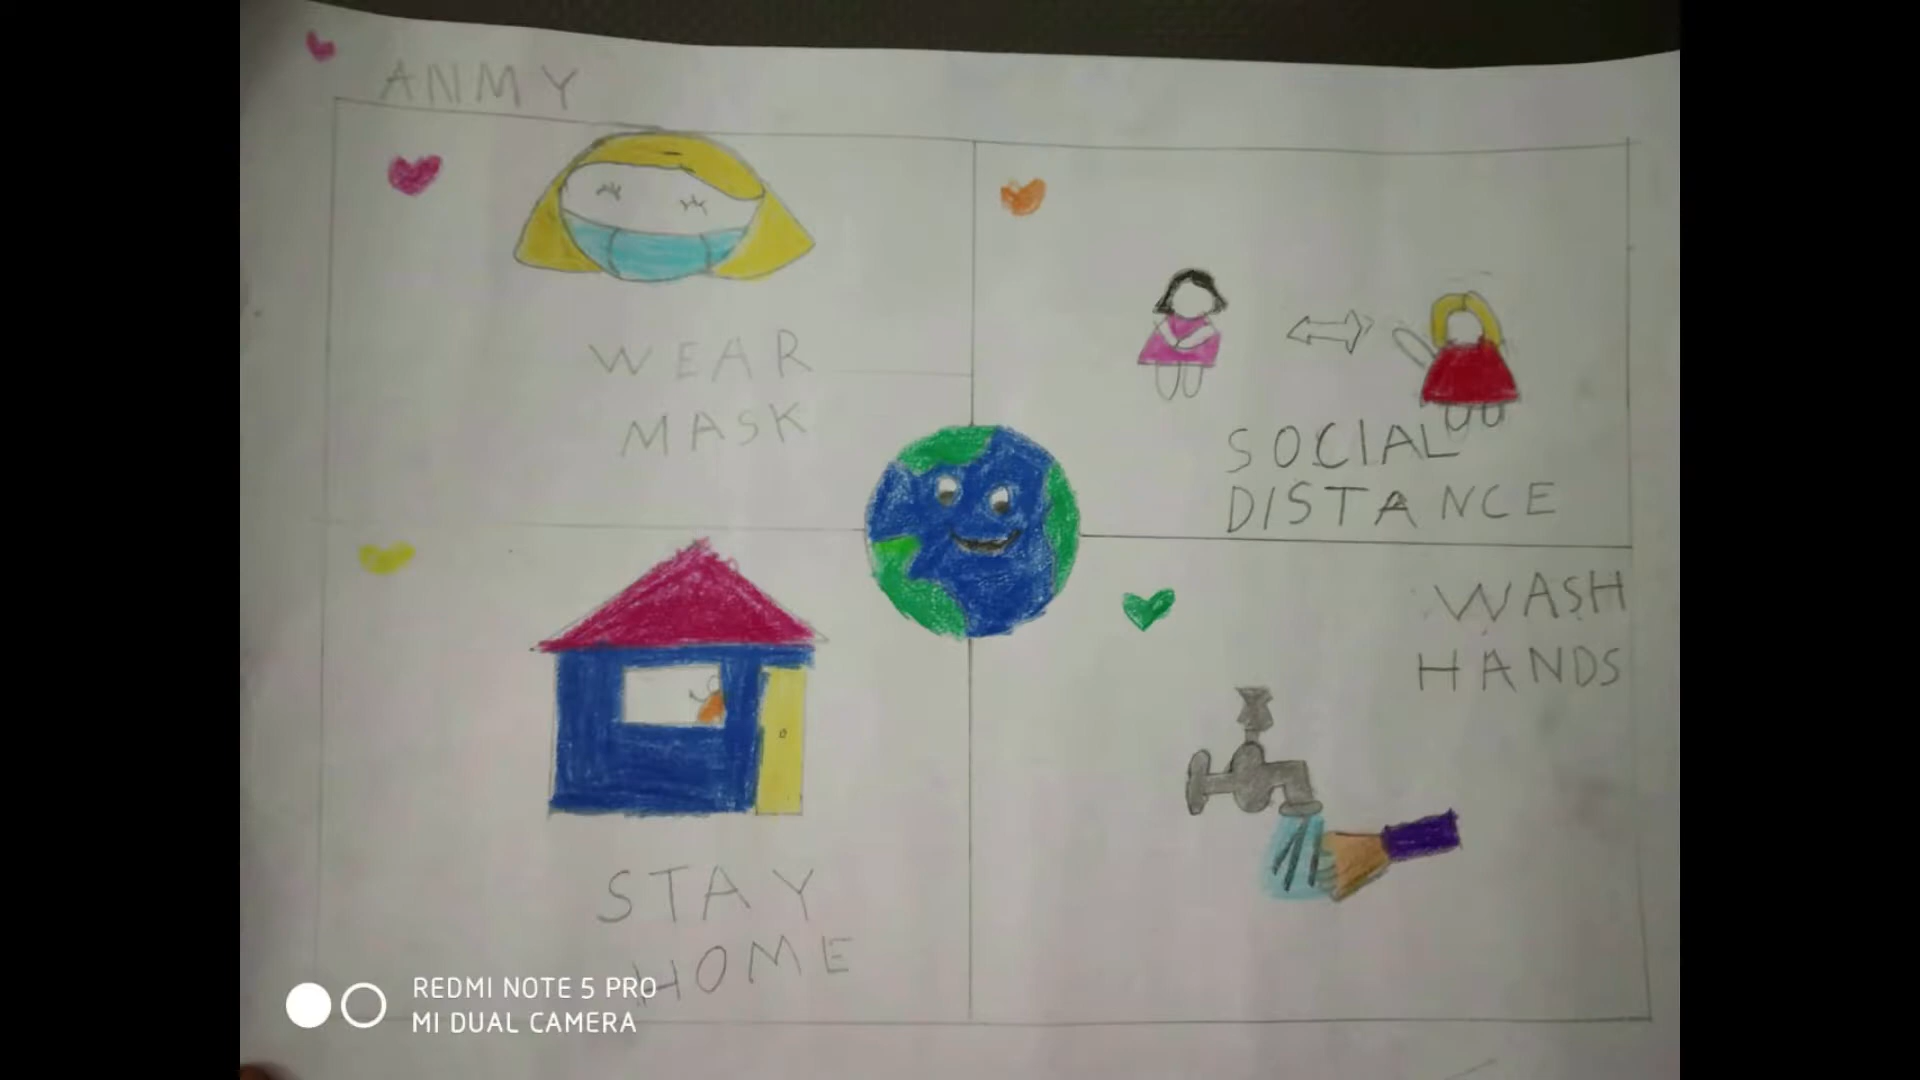 ANMY
WEAR
MASK
SOCIAL
DISTANCE
STAY
HOME
WASH
HANDS
REDMI NOTE 5 PRO
MI DUAL CAMERA